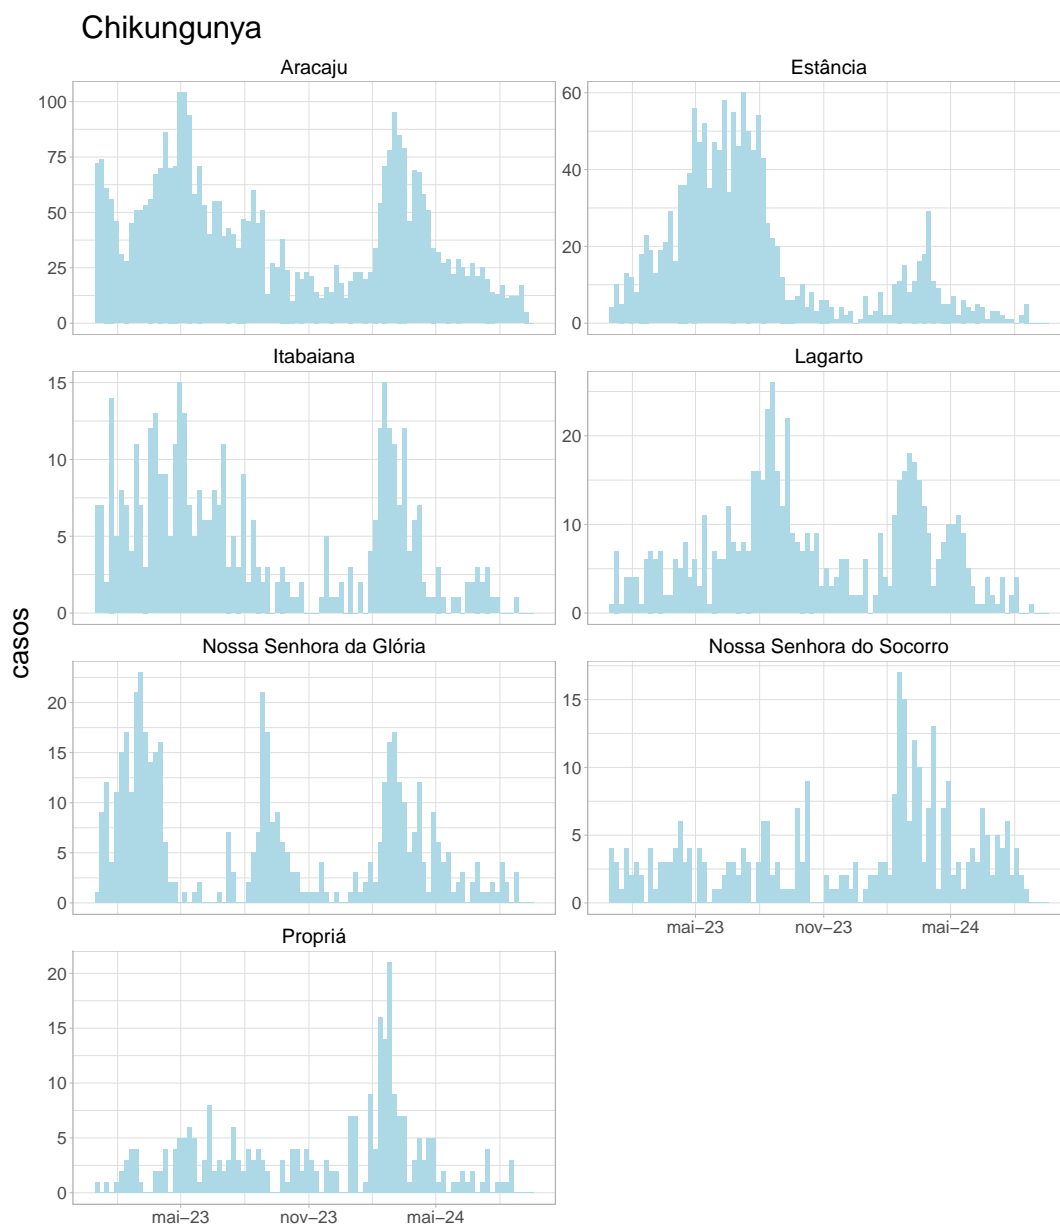 Chikungunya
Aracaju
Estância
100
75
50
25
0
60
40
20
0
Itabaiana
Lagarto
15
10
5
0
20
10
0
casos
Nossa Senhora da Glória
Nossa Senhora do Socorro
20
15
10
5
0
15
10
5
0
mai–23
nov–23
mai–24
Propriá
20
15
10
5
0
mai–23
nov–23
mai–24